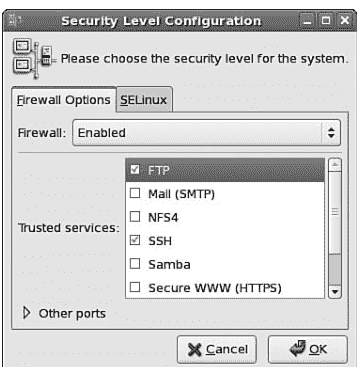 Security Level Configuration
Please choose the security level for the system.
Firewall Options
SELinux
Firewall: Enabled
Trusted services:
FTP
Mail (SMTP)
NFS4
SSH
Samba
Secure WWW (HTTPS)
Other ports
Cancel
OK